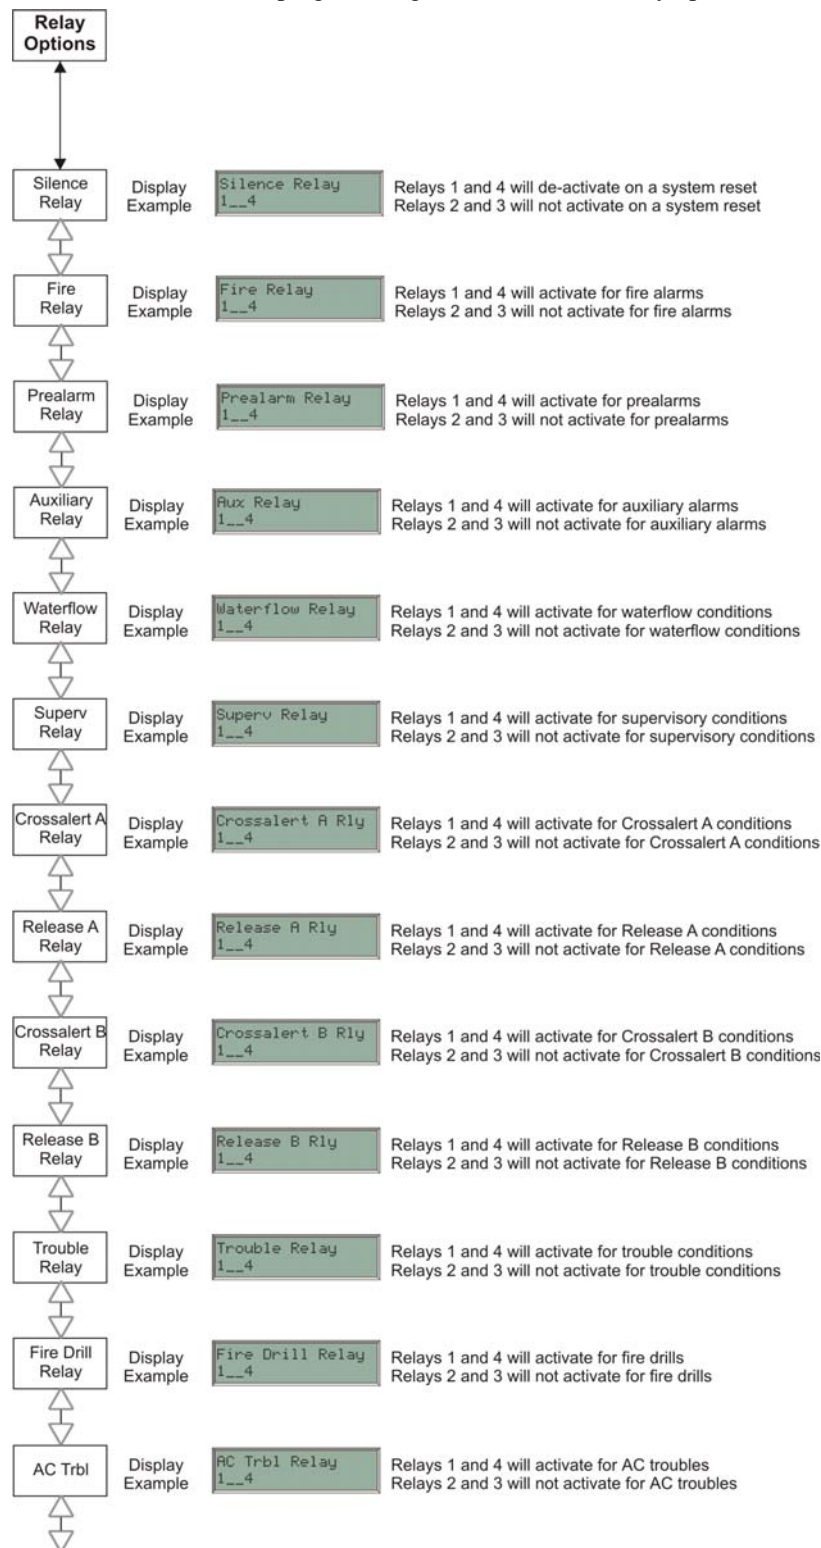 Relay
Options
Silence
Relay
Display
Example
Silence Relay
1__4
Relays 1 and 4 will de-activate on a system reset
Relays 2 and 3 will not activate on a system reset
Fire
Relay
Display
Example
Fire Relay
1__4
Relays 1 and 4 will activate for fire alarms
Relays 2 and 3 will not activate for fire alarms
Prealarm
Relay
Display
Example
Prealarm Relay
1__4
Relays 1 and 4 will activate for prealarms
Relays 2 and 3 will not activate for prealarms
Auxiliary
Relay
Display
Example
Aux Relay
1__4
Relays 1 and 4 will activate for auxiliary alarms
Relays 2 and 3 will not activate for auxiliary alarms
Waterflow
Relay
Display
Example
Waterflow Relay
1__4
Relays 1 and 4 will activate for waterflow conditions
Relays 2 and 3 will not activate for waterflow conditions
Superv
Relay
Display
Example
Superv Relay
1__4
Relays 1 and 4 will activate for supervisory conditions
Relays 2 and 3 will not activate for supervisory conditions
Crossalert A
Relay
Display
Example
Crossalert A Rly
1__4
Relays 1 and 4 will activate for Crossalert A conditions
Relays 2 and 3 will not activate for Crossalert A conditions
Release A
Relay
Display
Example
Release A Rly
1__4
Relays 1 and 4 will activate for Release A conditions
Relays 2 and 3 will not activate for Release A conditions
Crossalert B
Relay
Display
Example
Crossalert B Rly
1__4
Relays 1 and 4 will activate for Crossalert B conditions
Relays 2 and 3 will not activate for Crossalert B conditions
Release B
Relay
Display
Example
Release B Rly
1__4
Relays 1 and 4 will activate for Release B conditions
Relays 2 and 3 will not activate for Release B conditions
Trouble
Relay
Display
Example
Trouble Relay
1__4
Relays 1 and 4 will activate for trouble conditions
Relays 2 and 3 will not activate for trouble conditions
Fire Drill
Relay
Display
Example
Fire Drill Relay
1__4
Relays 1 and 4 will activate for fire drills
Relays 2 and 3 will not activate for fire drills
AC Trbl
Display
Example
AC Trbl Relay
1__4
Relays 1 and 4 will activate for AC troubles
Relays 2 and 3 will not activate for AC troubles